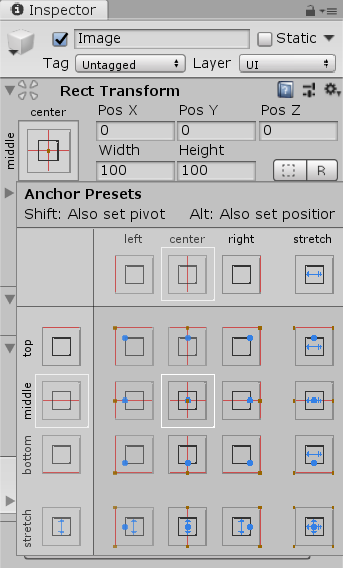 Inspector
Image
Static
Tag Untagged Layer UI
Rect Transform
center Pos X Pos Y Pos Z
middle 0 0 0
Width Height
100 100 R
Anchor Presets
Shift: Also set pivot Alt: Also set position
left center right stretch
top
middle
bottom
stretch